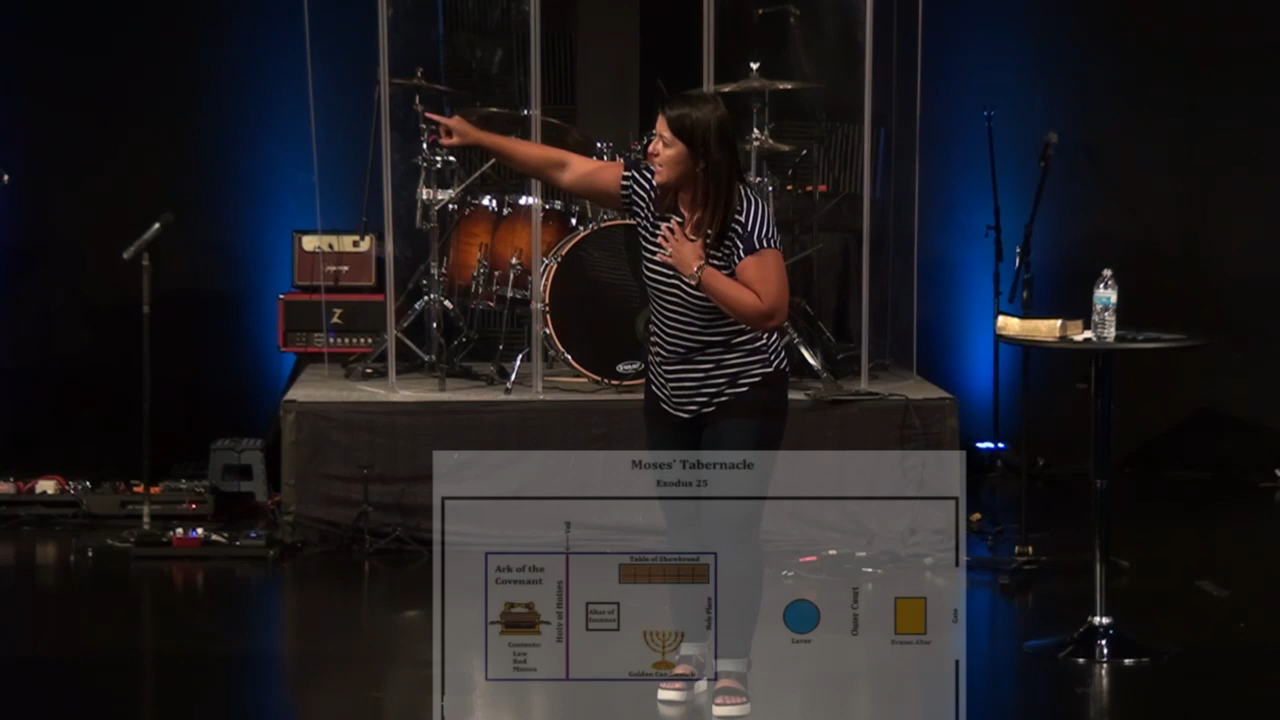 Z
Moses' Tabernacle
Exodus 25
Veil
Table of Shewbread
Ark of the
Covenant
Holy of Holies
Altar of
Incense
Holy Place
Outer Court
Gate
Laver
Brazen Altar
Contents:
Law
Rod
Manna
Golden Candlestick